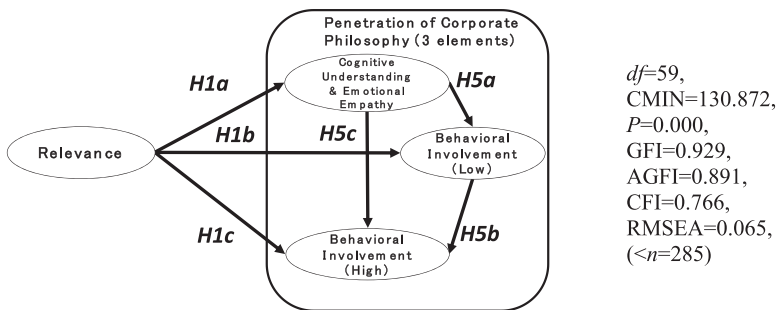 Penetration of Corporate
Philosophy (3 elements)
Cognitive
Understanding
& Emotional
Empathy
H1a
H5a
H1b
H5c
Relevance
Behavioral
Involvement
(Low)
H1c
H5b
Behavioral
Involvement
(High)
df=59,
CMIN=130.872,
P=0.000,
GFI=0.929,
AGFI=0.891,
CFI=0.766,
RMSEA=0.065,
(<n=285)